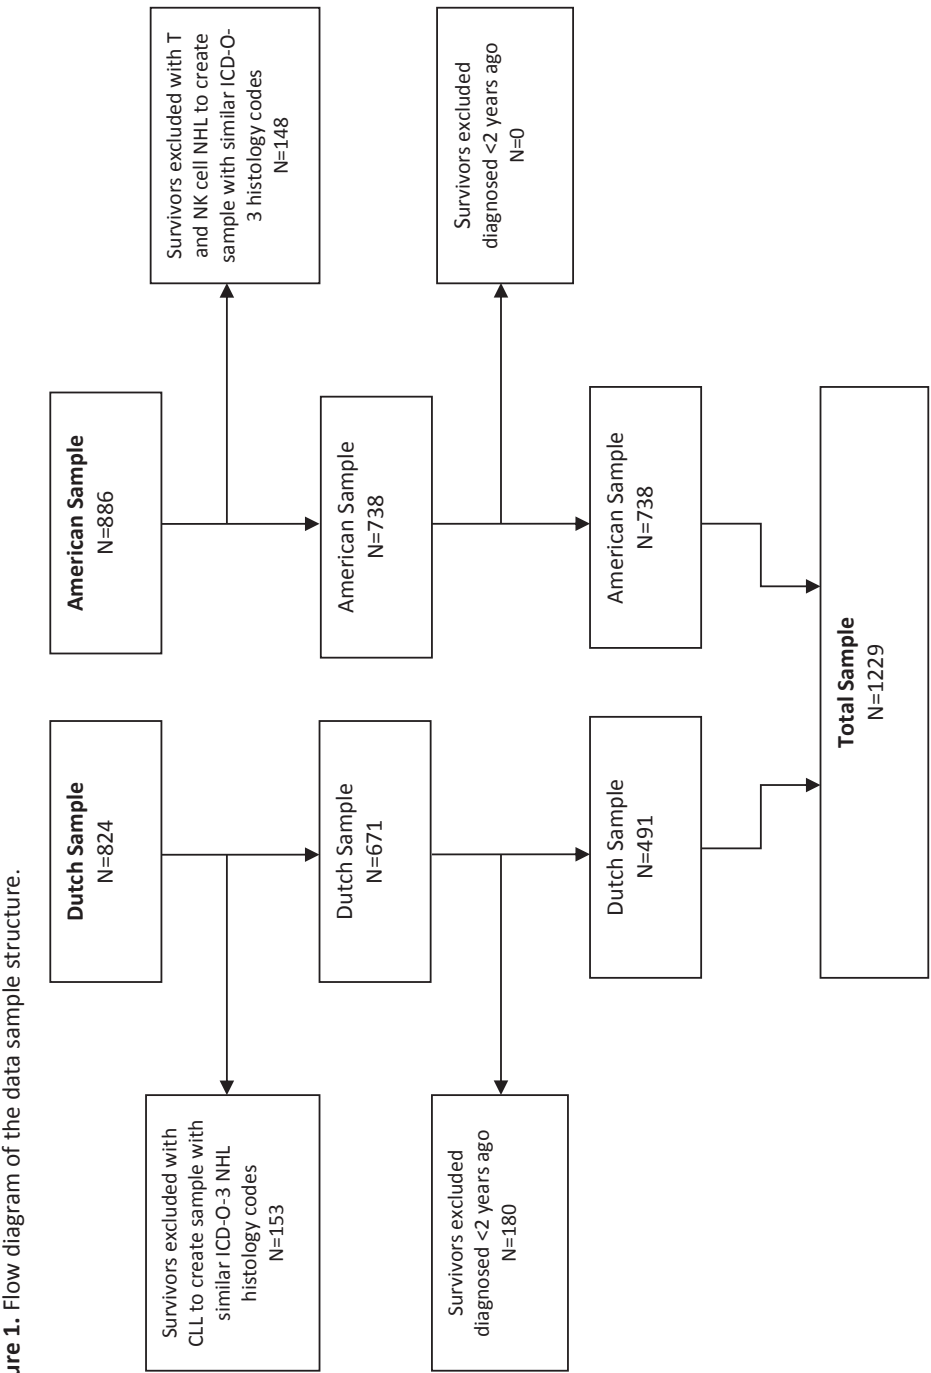 ure 1. Flow diagram of the data sample structure.
Dutch Sample
N=824
American Sample
N=886
Survivors excluded with
CLL to create sample with
similar ICD-O-3 NHL
histology codes
N=153
Survivors excluded with T
and NK cell NHL to create
sample with similar ICD-O-
3 histology codes
N=148
Dutch Sample
N=671
American Sample
N=738
Survivors excluded
diagnosed <2 years ago
N=180
Survivors excluded
diagnosed <2 years ago
N=0
Dutch Sample
N=491
American Sample
N=738
Total Sample
N=1229